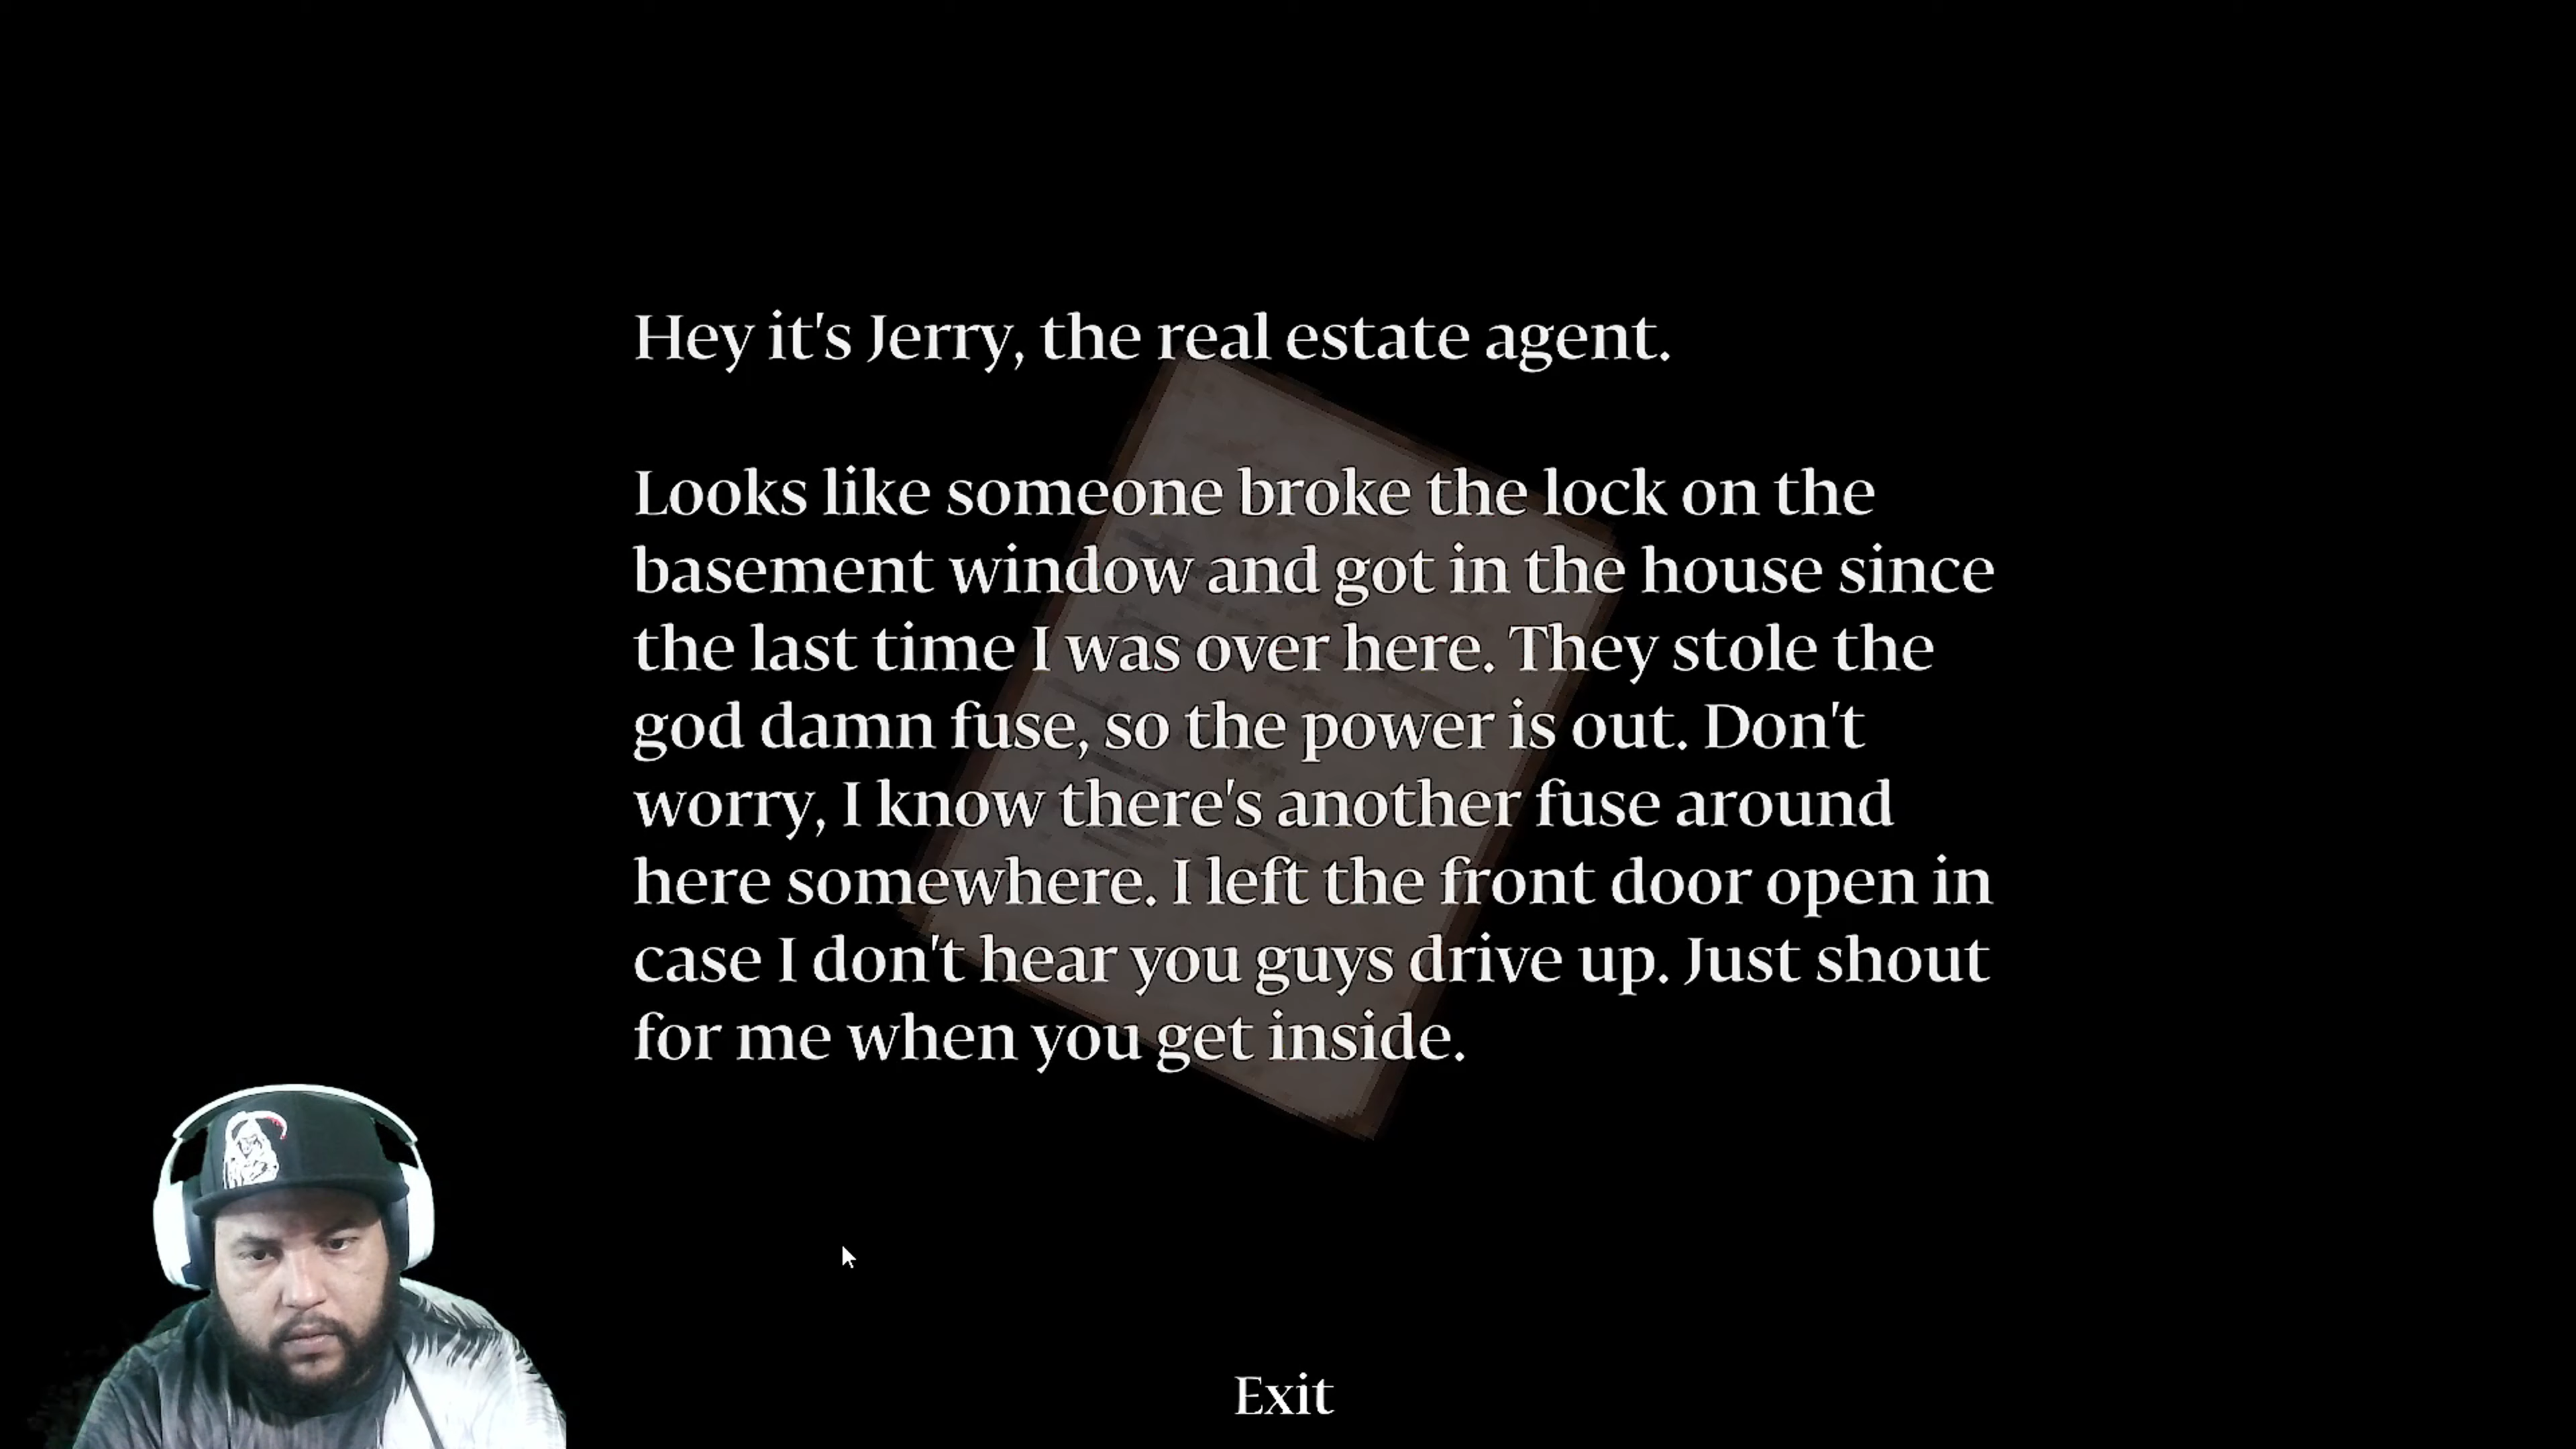 Hey it's Jerry, the real estate agent.
Looks like someone broke the lock on the
basement window and got in the house since
the last time I was over here. They stole the
god damn fuse, so the power is out. Don't
worry, I know there's another fuse around
here somewhere. I left the front door open in
case I don't hear you guys drive up. Just shout
for me when you get inside.
Exit